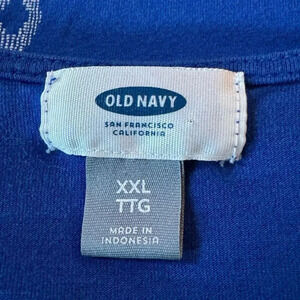 OLD NAVY
SAN FRANCISCO
CALIFORNIA
XXL
TTG
MADE IN
INDONESIA